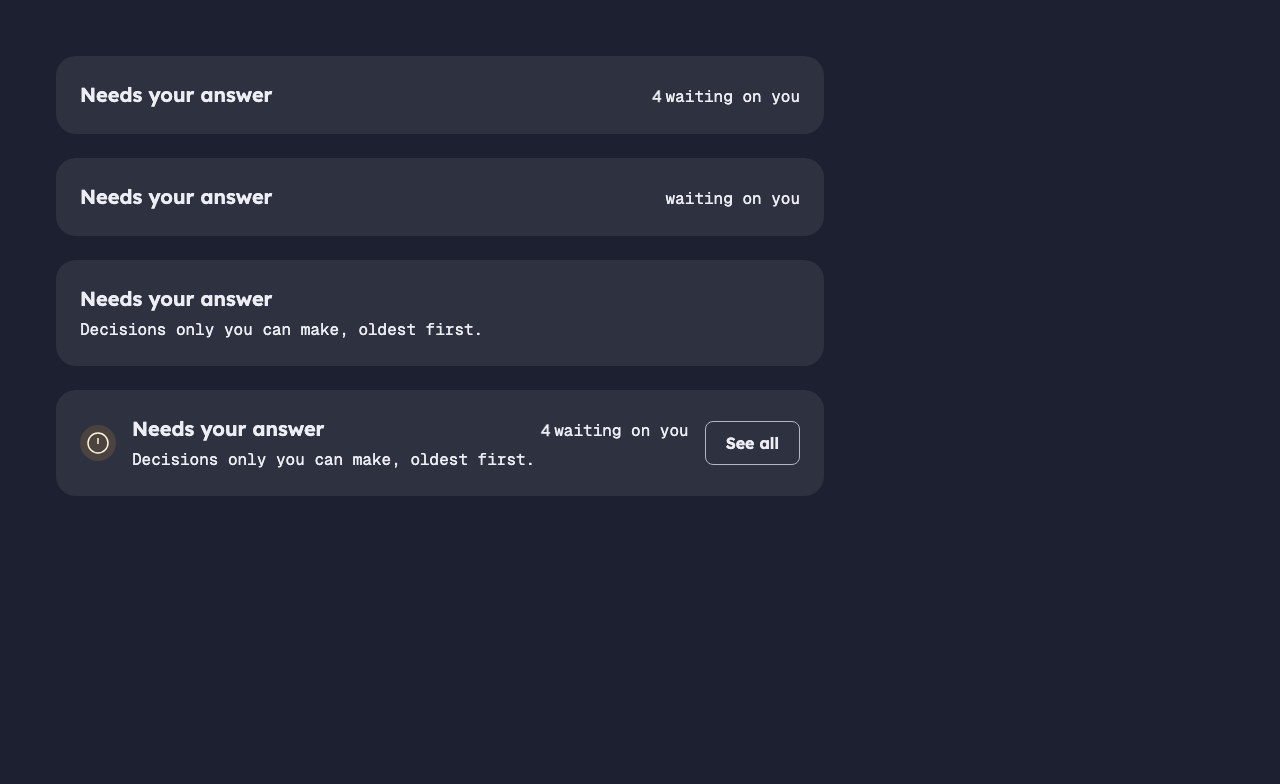 Needs your answer 4 waiting on you
Needs your answer waiting on you
Needs your answer
Decisions only you can make, oldest first.
Needs your answer 4 waiting on you
Decisions only you can make, oldest first.
See all